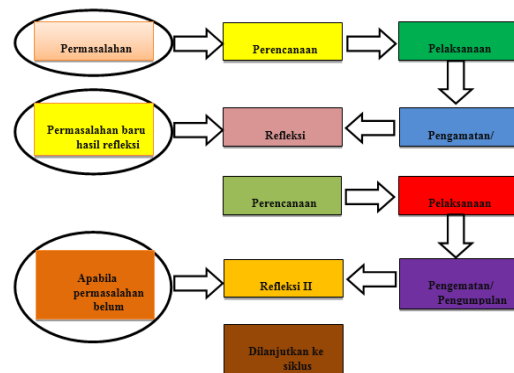 Permasalahan
Perencanaan
Pelaksanaan
Permasalahan baru
hasil refleksi
Refleksi
Pengamatan/
Perencanaan
Pelaksanaan
Apabila
permasalahan
belum
Refleksi II
Pengematan/
Pengumpulan
Dilanjutkan ke
siklus